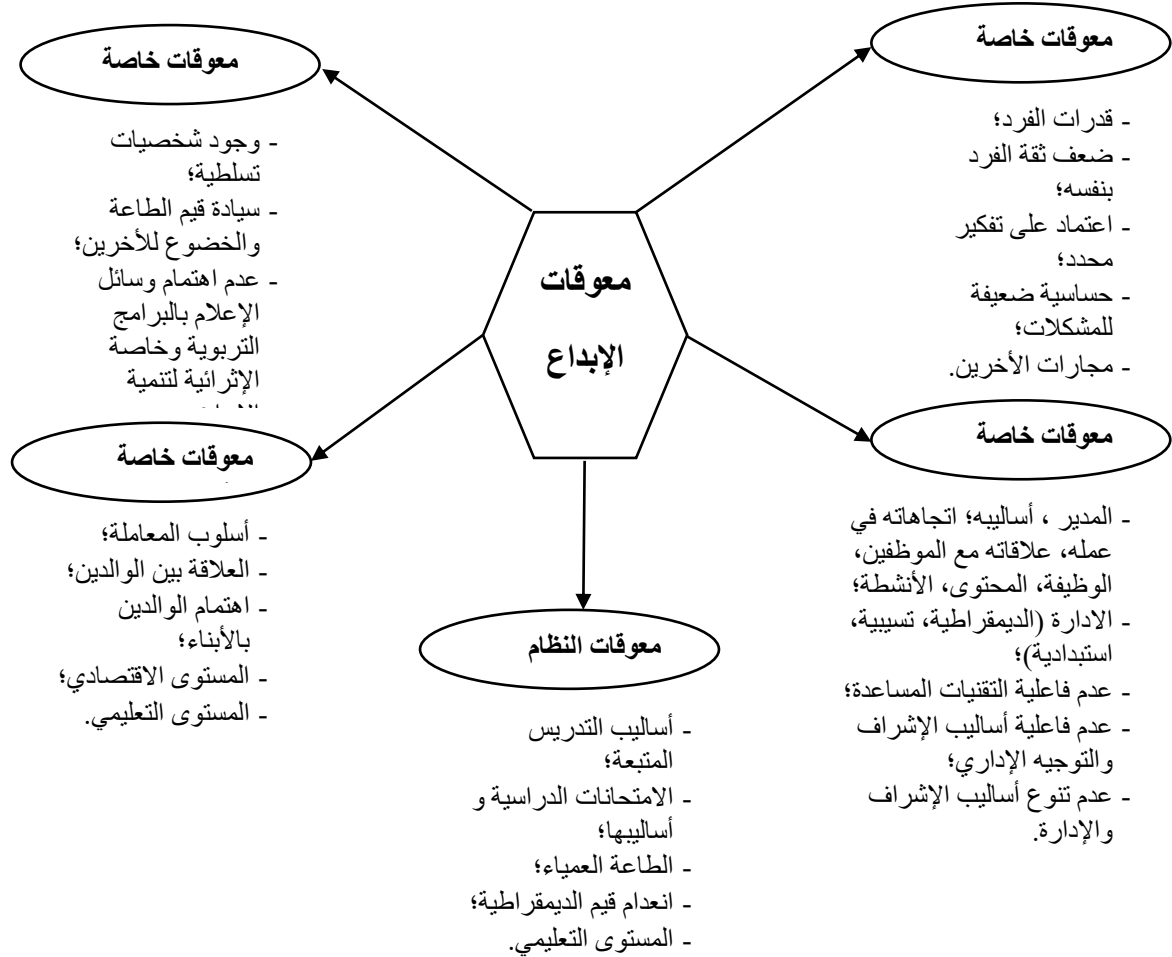 معوقات خاصة
- قدرات الفرد؛
- ضعف ثقة الفرد
بنفسه؛
- اعتماد على تفكير
محدد؛
- حساسية ضعيفة
للمشكلات؛
- مجارات الأخرين.
معوقات خاصة
- وجود شخصيات
تسلطية؛
- سيادة قيم الطاعة
والخضوع للأخرين؛
- عدم اهتمام وسائل
الإعلام بالبرامج
التربوية وخاصة
الإثرائية لتنمية
معوقات
الإبداع
معوقات خاصة
- المدير ، أساليبه؛ اتجاهاته في
عمله، علاقاته مع الموظفين،
الوظيفة، المحتوى، الأنشطة؛
- الادارة (الديمقراطية، تسيبية،
استبدادية)؛
- عدم فاعلية التقنيات المساعدة؛
- عدم فاعلية أساليب الإشراف
والتوجيه الإداري؛
- عدم تنوع أساليب الإشراف
والإدارة.
معوقات خاصة
- أسلوب المعاملة؛
- العلاقة بين الوالدين؛
- اهتمام الوالدين
بالأبناء؛
- المستوى الاقتصادي؛
- المستوى التعليمي.
معوقات النظام
- أساليب التدريس
المتبعة؛
- الامتحانات الدراسية و
أساليبها؛
- الطاعة العمياء؛
- انعدام قيم الديمقراطية؛
- المستوى التعليمي.